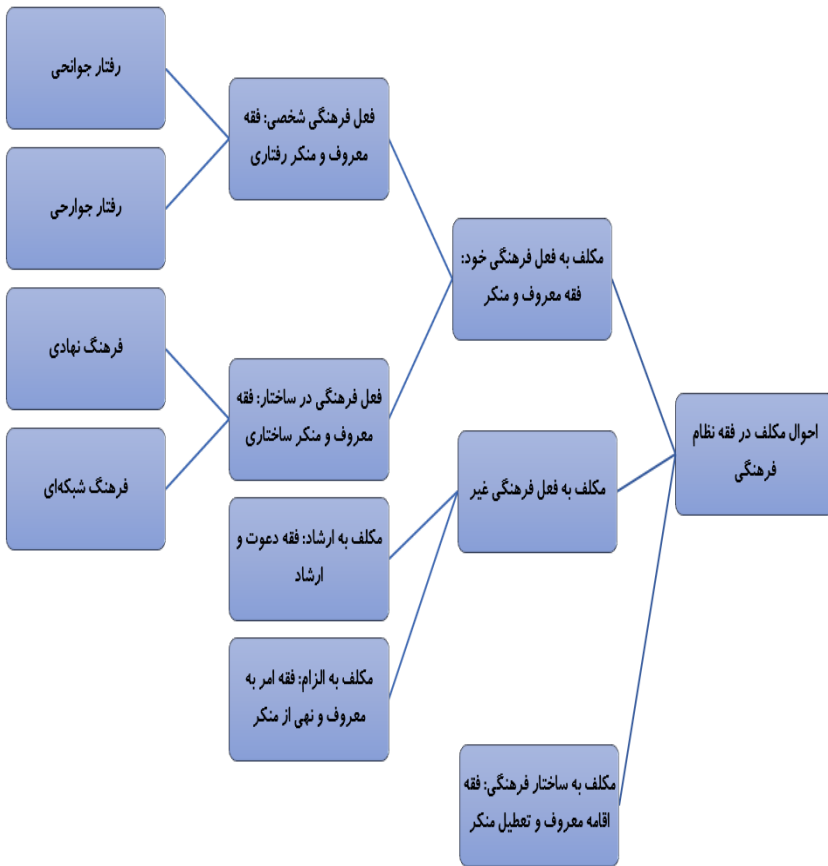 احوال مکلف در فقه نظام
فرهنگی
مکلف به فعل فرهنگی خود:
فقه معروف و منکر
فعل فرهنگی شخصی: فقه
معروف و منکر رفتاری
رفتار جوانحی
رفتار جوارحی
فعل فرهنگی در ساختار: فقه
معروف و منکر ساختاری
فرهنگ نهادی
فرهنگ شبکه‌ای
مکلف به فعل فرهنگی غیر
مکلف به ارشاد: فقه دعوت و
ارشاد
مکلف به الزام: فقه امر به
معروف و نهی از منکر
مکلف به ساختار فرهنگی: فقه
اقامه معروف و تعطیل منکر